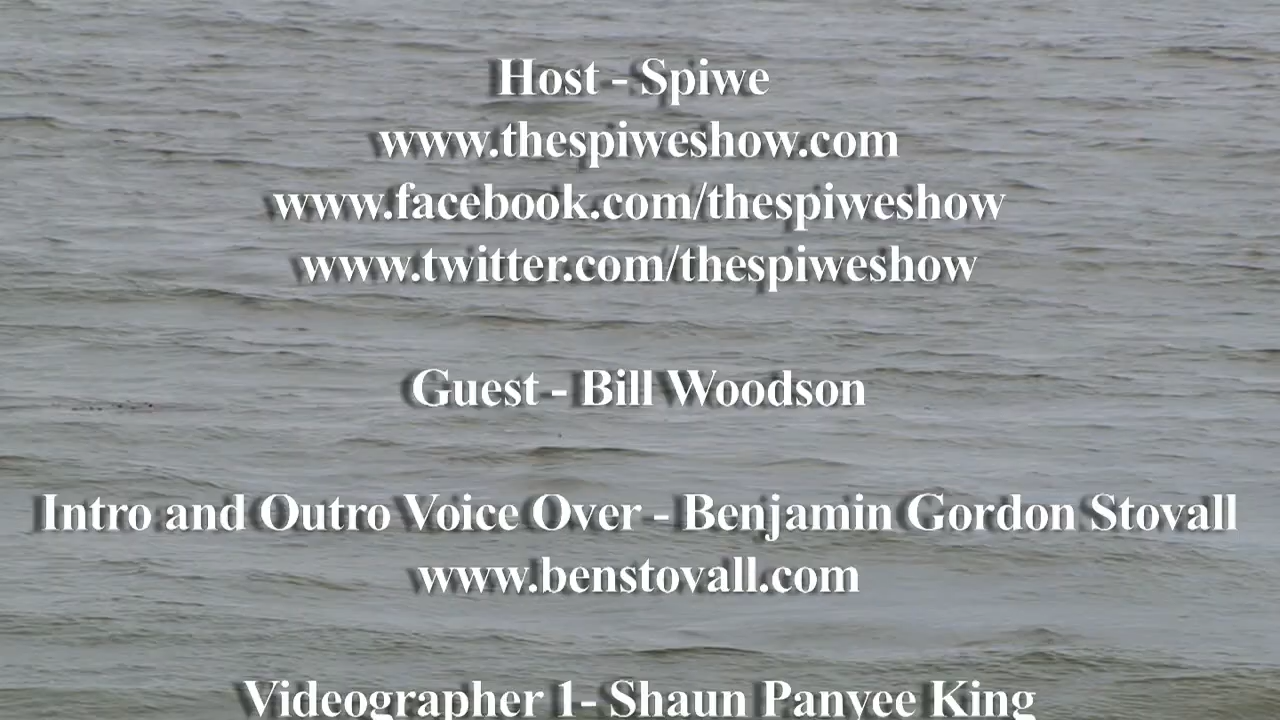 Host - Spiwe
www.thespiweshow.com
www.facebook.com/thespiweshow
www.twitter.com/thespiweshow
Guest - Bill Woodson
Intro and Outro Voice Over - Benjamin Gordon Stovall
www.benstovall.com
Videographer 1- Shaun Panyee King